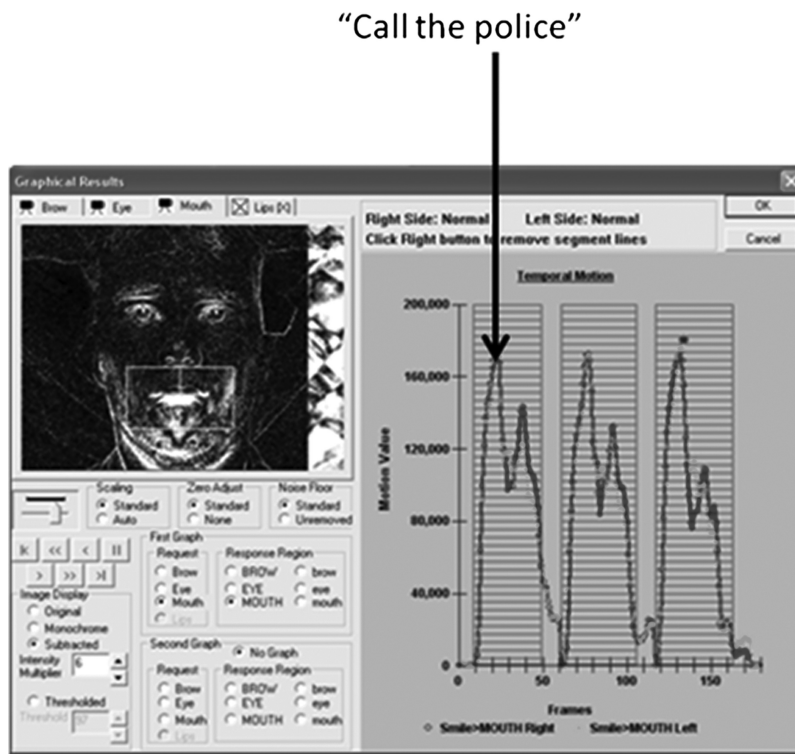 “Call the police”
Graphical Results
Brow Eye Mouth Lips [X]
Right Side: Normal Left Side: Normal
Click Right button to remove segment lines
OK
Cancel
Temporal Motion
200,000
160,000
120,000
80,000
40,000
0
Motion Value
0 50 100 150
Frames
Smile>MOUTH Right Smile>MOUTH Left
Scaling
Standard
Auto
Zero Adjust
Standard
None
Noise Floor
Standard
Unremoved
First Graph
Request
Brow
Eye
Mouth
Lips
Response Region
BROW brow
EYE eye
MOUTH mouth
Image Display
Original
Monochrome
Subtracted
Intensity
Multiplier 6
Thresholded
Threshold 97
Second Graph No Graph
Request
Brow
Eye
Mouth
Lips
Response Region
BROW brow
EYE eye
MOUTH mouth